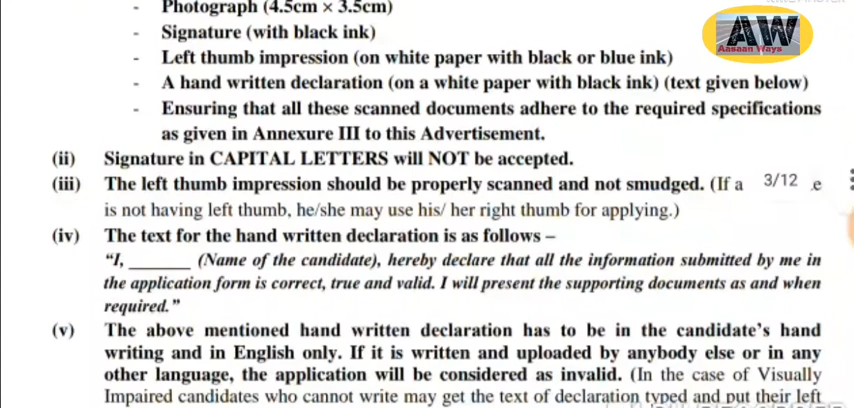 - Photograph (4.5cm × 3.5cm)
- Signature (with black ink)
- Left thumb impression (on white paper with black or blue ink)
- A hand written declaration (on a white paper with black ink) (text given below)
- Ensuring that all these scanned documents adhere to the required specifications
as given in Annexure III to this Advertisement.
(ii) Signature in CAPITAL LETTERS will NOT be accepted.
(iii) The left thumb impression should be properly scanned and not smudged. (If a 3/12 e
is not having left thumb, he/she may use his/ her right thumb for applying.)
(iv) The text for the hand written declaration is as follows –
“I, _______ (Name of the candidate), hereby declare that all the information submitted by me in
the application form is correct, true and valid. I will present the supporting documents as and when
required.”
(v) The above mentioned hand written declaration has to be in the candidate’s hand
writing and in English only. If it is written and uploaded by anybody else or in any
other language, the application will be considered as invalid. (In the case of Visually
Impaired candidates who cannot write may get the text of declaration typed and put their left
AW
Aasaan Ways